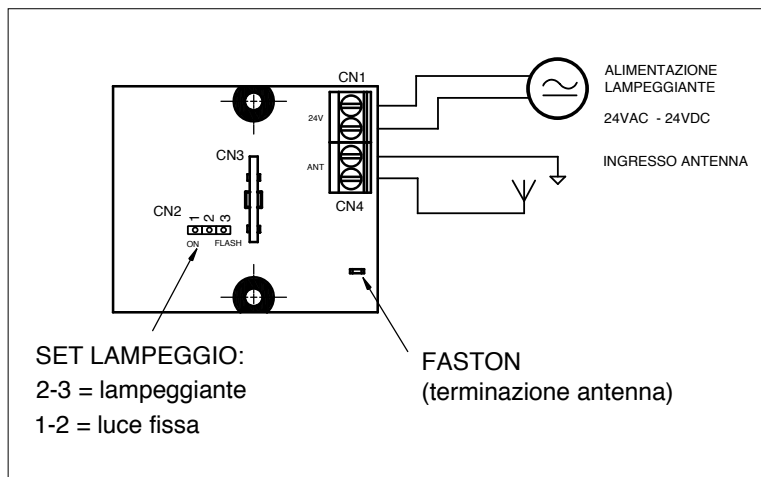 CN1
ALIMENTAZIONE
LAMPEGGIANTE
24V
24VAC - 24VDC
CN3
ANT
INGRESSO ANTENNA
CN2
1 2 3
CN4
ON FLASH
SET LAMPEGGIO:
2-3 = lampeggiante
1-2 = luce fissa
FASTON
(terminazione antenna)